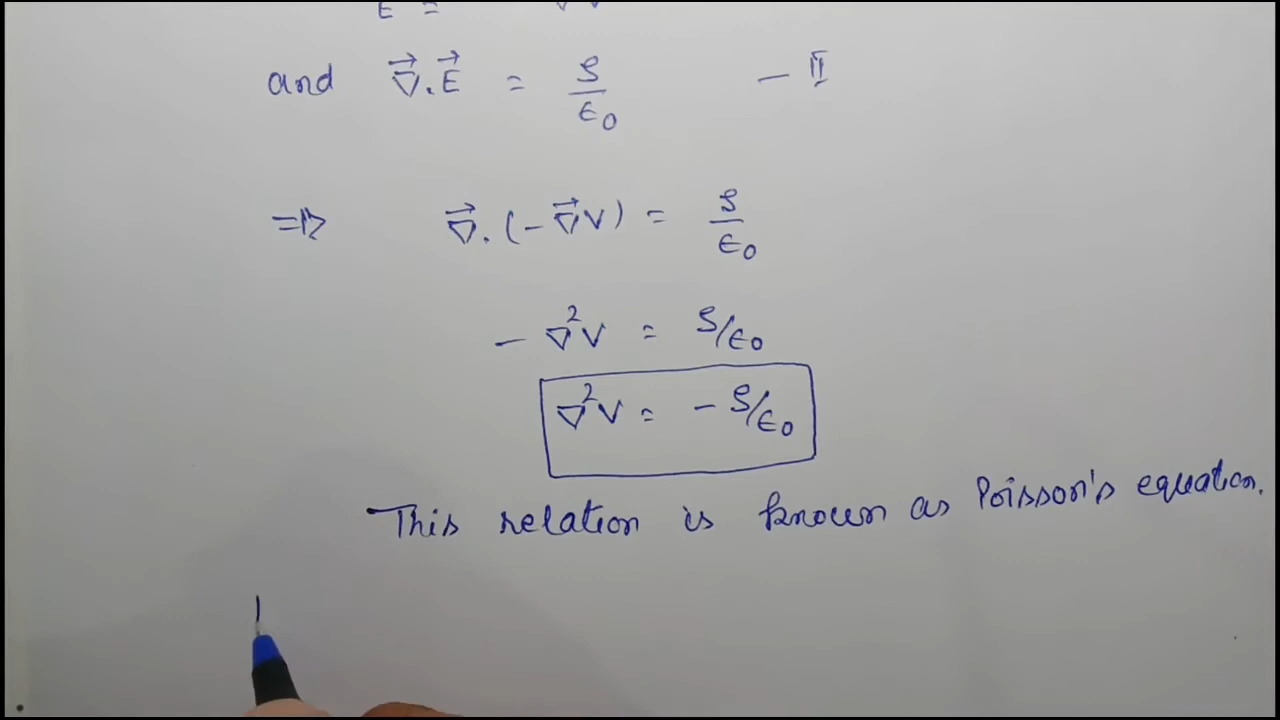 E =
and ∇⃗.E⃗ = ρ/ε₀ — II
=> ∇⃗.(-∇⃗V) = ρ/ε₀
- ∇²V = ρ/ε₀
∇²V = - ρ/ε₀
This relation is known as Poisson's equation.